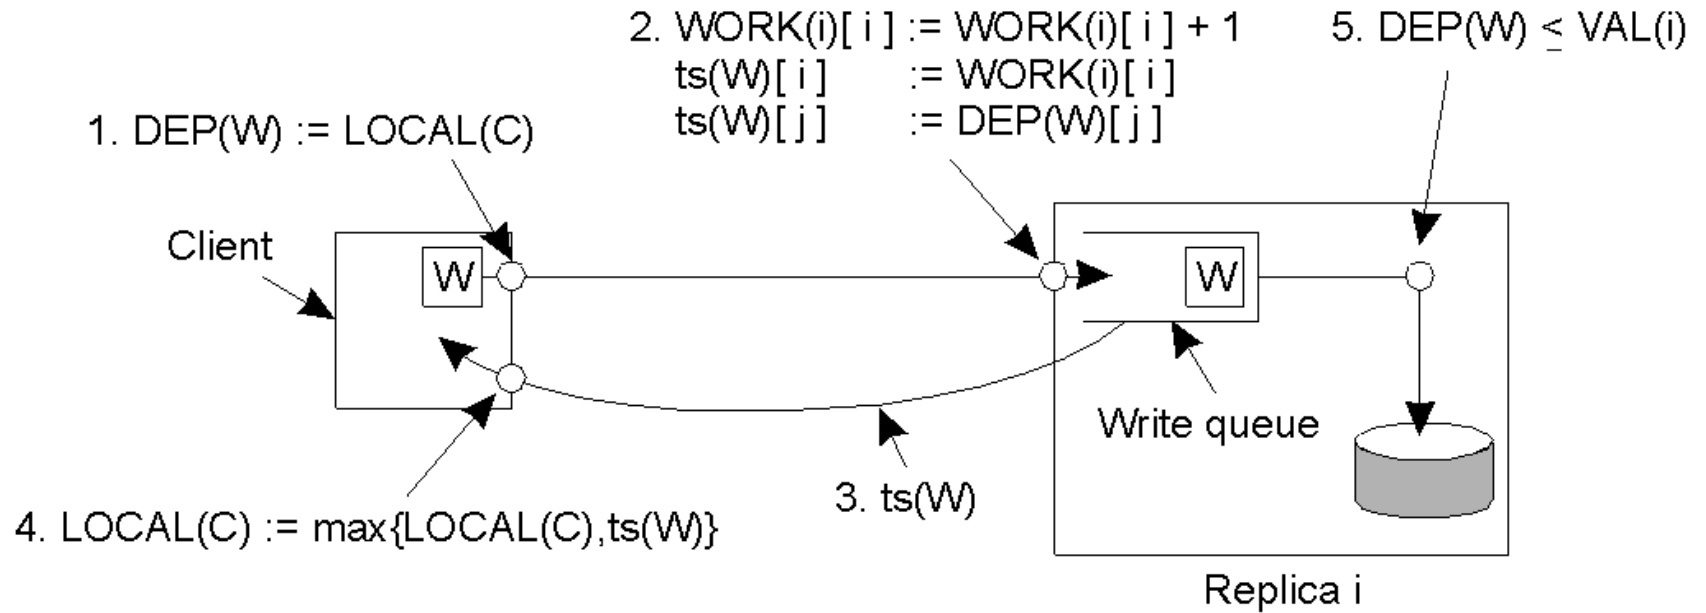 2. WORK(i)[ i ] := WORK(i)[ i ] + 1
ts(W)[ i ] := WORK(i)[ i ]
ts(W)[ j ] := DEP(W)[ j ]
5. DEP(W) ≤ VAL(i)
1. DEP(W) := LOCAL(C)
Client
W
W
Write queue
3. ts(W)
4. LOCAL(C) := max{LOCAL(C),ts(W)}
Replica i